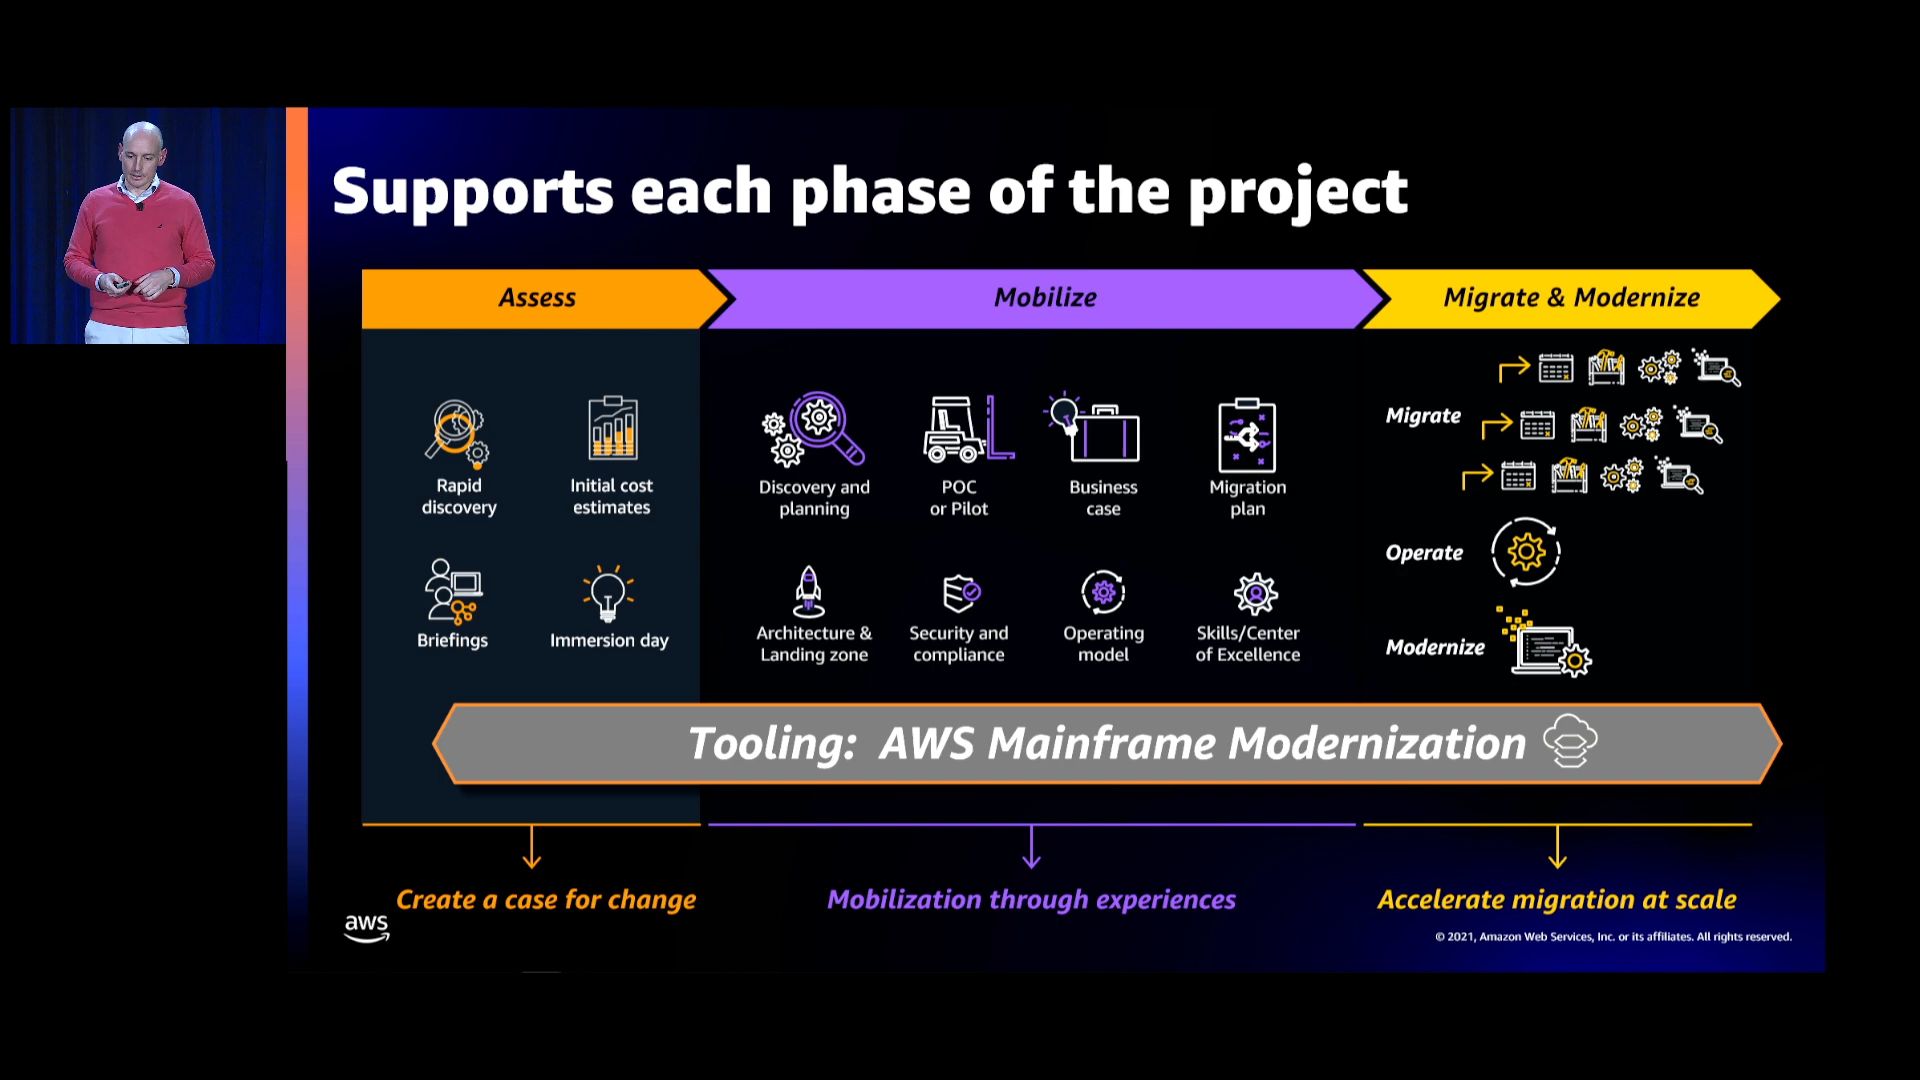 Supports each phase of the project
Assess
Mobilize
Migrate & Modernize
Rapid
discovery
Initial cost
estimates
Briefings
Immersion day
Discovery and
planning
POC
or Pilot
Business
case
Migration
plan
Architecture &
Landing zone
Security and
compliance
Operating
model
Skills/Center
of Excellence
Migrate
Operate
Modernize
Tooling: AWS Mainframe Modernization
Create a case for change
Mobilization through experiences
Accelerate migration at scale
aws
© 2021, Amazon Web Services, Inc. or its affiliates. All rights reserved.